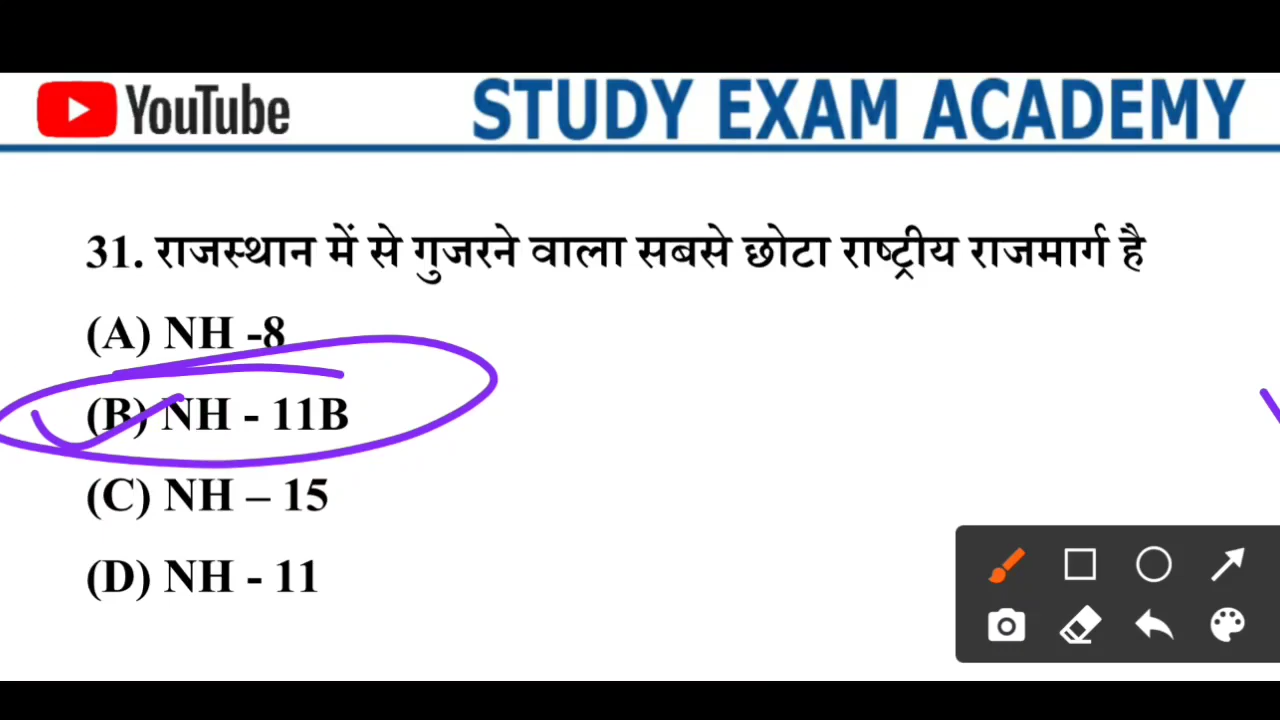 YouTube STUDY EXAM ACADEMY
31. राजस्थान में से गुजरने वाला सबसे छोटा राष्ट्रीय राजमार्ग है
(A) NH -8
(B) NH - 11B
(C) NH – 15
(D) NH - 11